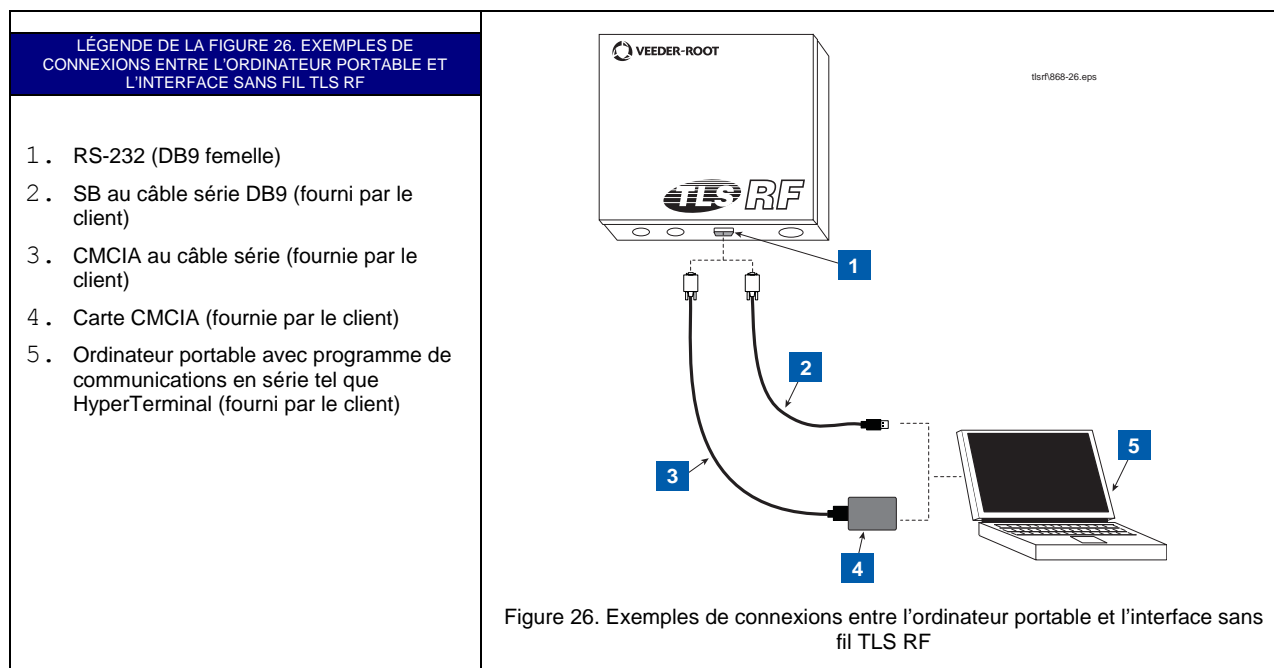 LÉGENDE DE LA FIGURE 26. EXEMPLES DE
CONNEXIONS ENTRE L'ORDINATEUR PORTABLE ET
L'INTERFACE SANS FIL TLS RF
1. RS-232 (DB9 femelle)
2. SB au câble série DB9 (fourni par le
client)
3. CMCIA au câble série (fournie par le
client)
4. Carte CMCIA (fournie par le client)
5. Ordinateur portable avec programme de
communications en série tel que
HyperTerminal (fourni par le client)
VEEDER-ROOT
tlsrf\868-26.eps
TLS RF
1
2
3
4
5
Figure 26. Exemples de connexions entre l'ordinateur portable et l'interface sans
fil TLS RF